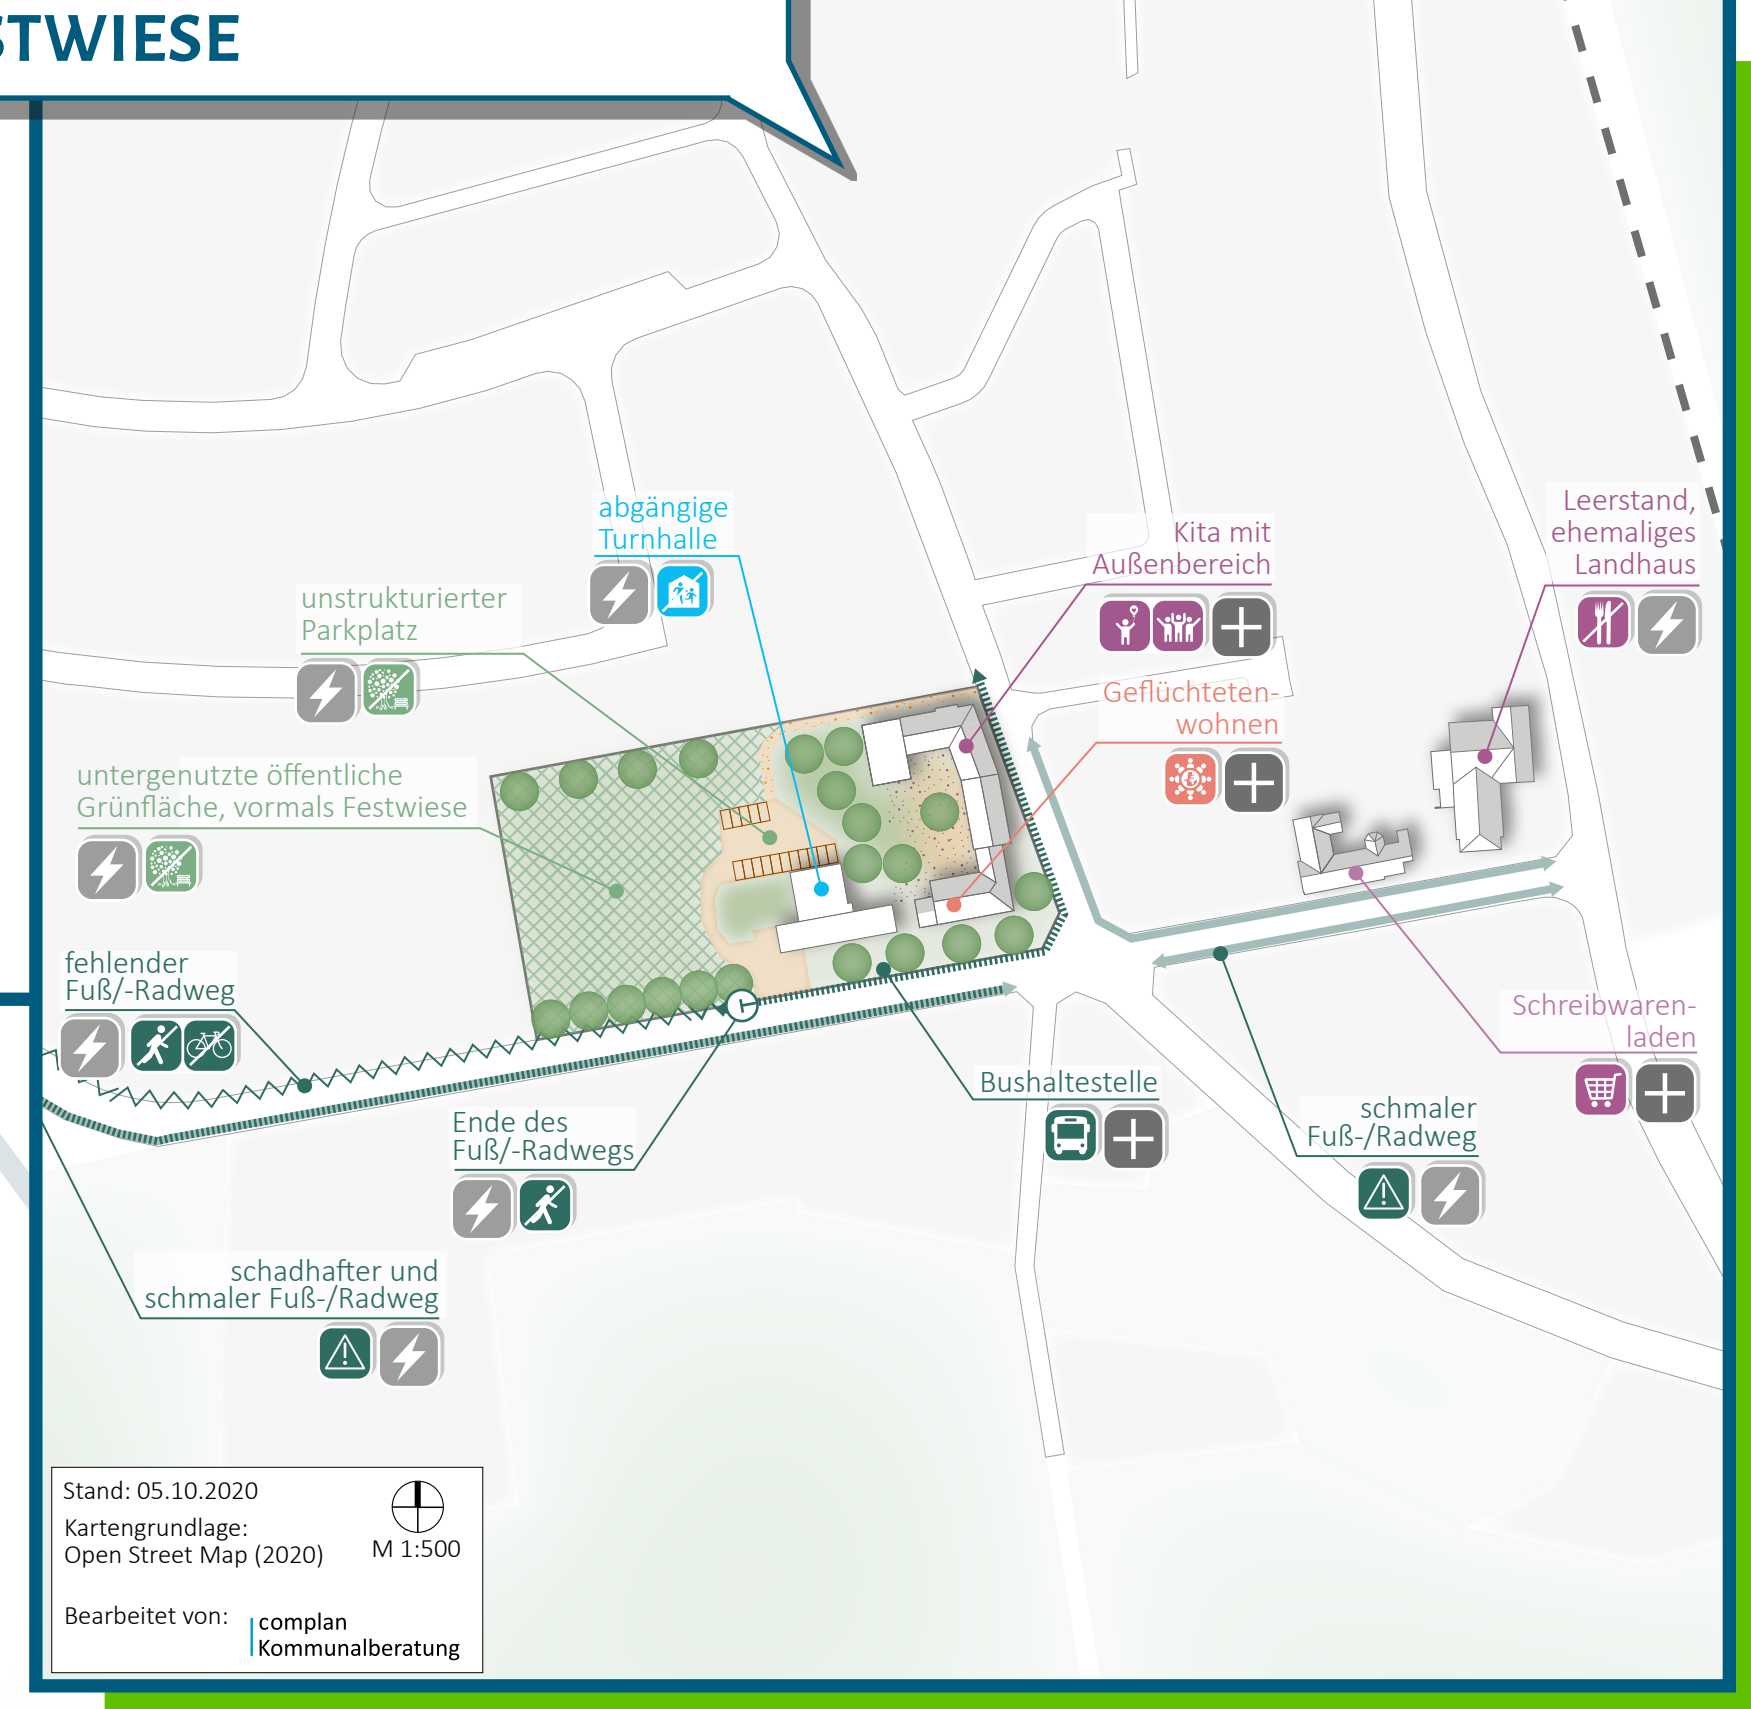 STWIESE
abgängige
Turnhalle
Kita mit
Außenbereich
Leerstand,
ehemaliges
Landhaus
unstrukturierter
Parkplatz
Geflüchteten-
wohnen
untergenutzte öffentliche
Grünfläche, vormals Festwiese
fehlender
Fuß/-Radweg
Schreibwaren-
laden
Bushaltestelle
Ende des
Fuß/-Radwegs
schmaler
Fuß-/Radweg
schadhafter und
schmaler Fuß-/Radweg
Stand: 05.10.2020
Kartengrundlage:
Open Street Map (2020)
M 1:500
Bearbeitet von:
complan
Kommunalberatung